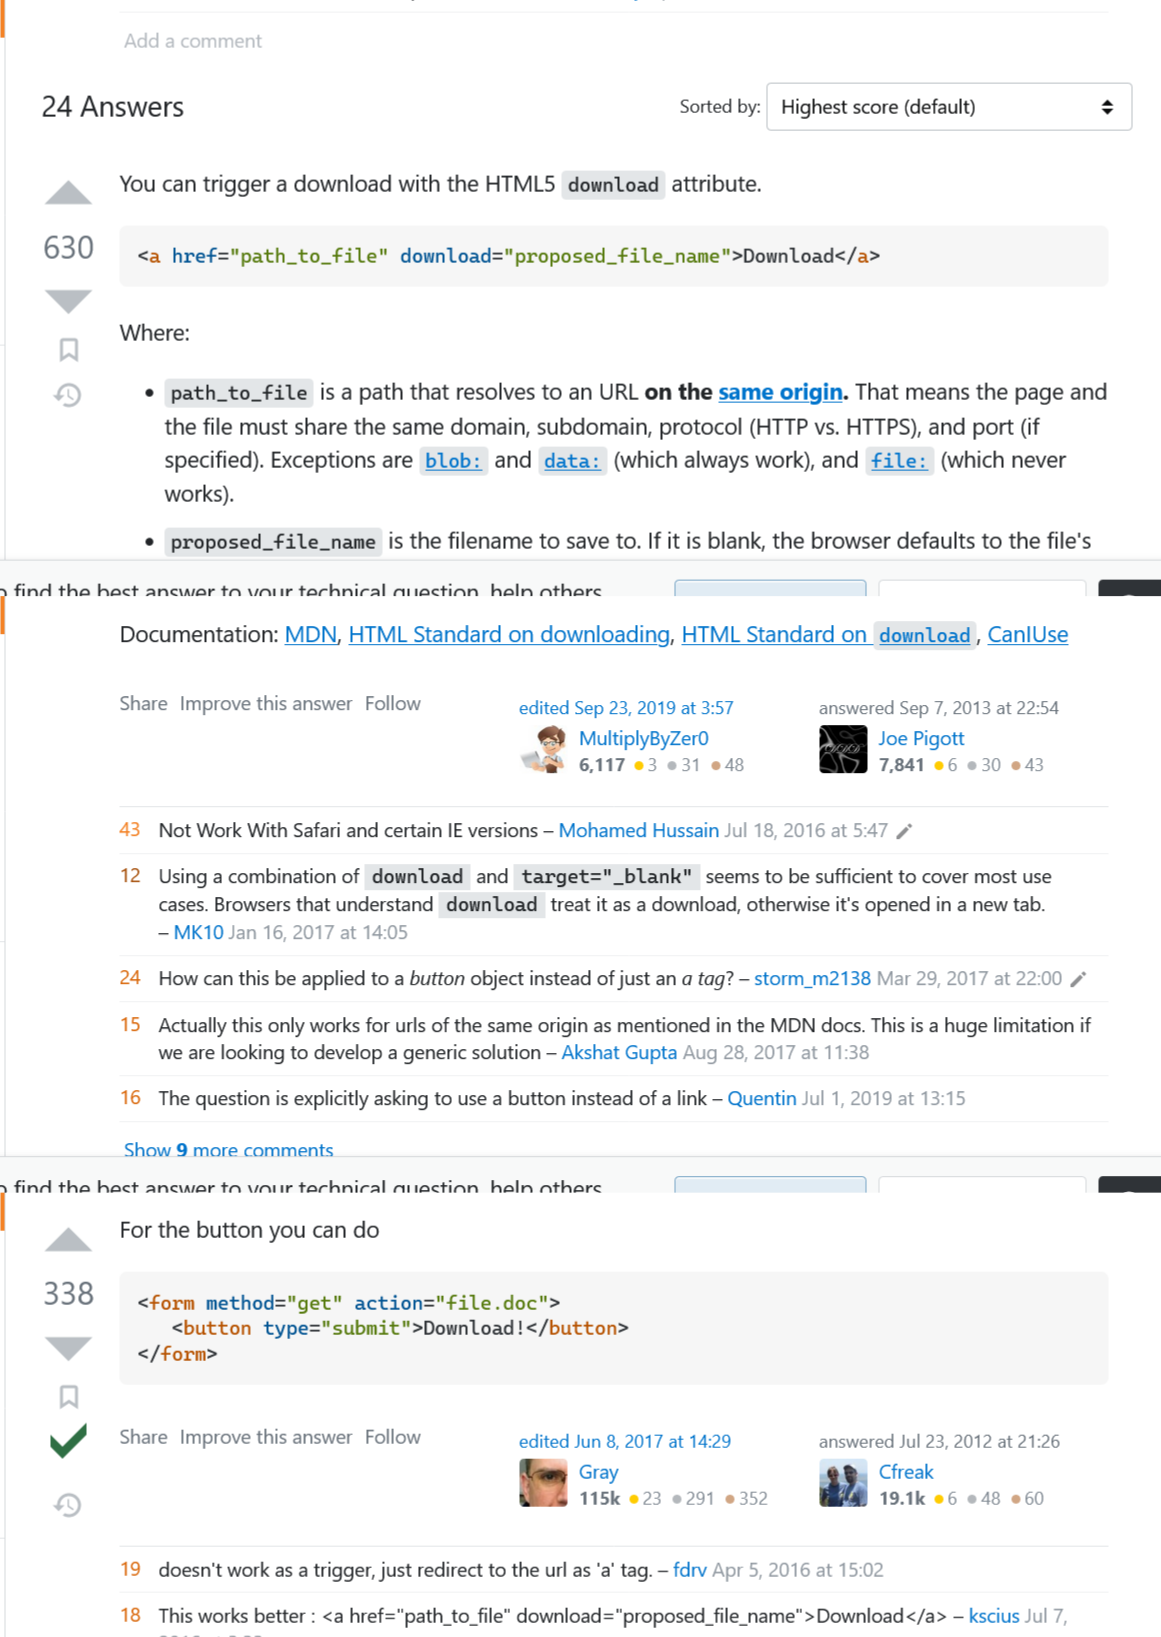 Add a comment
24 Answers
Sorted by: Highest score (default)
You can trigger a download with the HTML5 download attribute.
630
<a href="path_to_file" download="proposed_file_name">Download</a>
Where:
• path_to_file is a path that resolves to an URL on the same origin. That means the page and
the file must share the same domain, subdomain, protocol (HTTP vs. HTTPS), and port (if
specified). Exceptions are blob: and data: (which always work), and file: (which never
works).
• proposed_file_name is the filename to save to. If it is blank, the browser defaults to the file's
find the best answer to your technical question, help others
Documentation: MDN, HTML Standard on downloading, HTML Standard on download, CanIUse
Share Improve this answer Follow
edited Sep 23, 2019 at 3:57
MultiplyByZer0
6,117 3 31 48
answered Sep 7, 2013 at 22:54
Joe Pigott
7,841 6 30 43
43 Not Work With Safari and certain IE versions – Mohamed Hussain Jul 18, 2016 at 5:47
12 Using a combination of download and target="_blank" seems to be sufficient to cover most use
cases. Browsers that understand download treat it as a download, otherwise it's opened in a new tab.
– MK10 Jan 16, 2017 at 14:05
24 How can this be applied to a button object instead of just an a tag? – storm_m2138 Mar 29, 2017 at 22:00
15 Actually this only works for urls of the same origin as mentioned in the MDN docs. This is a huge limitation if
we are looking to develop a generic solution – Akshat Gupta Aug 28, 2017 at 11:38
16 The question is explicitly asking to use a button instead of a link – Quentin Jul 1, 2019 at 13:15
Show 9 more comments
find the best answer to your technical question, help others
For the button you can do
338
<form method="get" action="file.doc">
<button type="submit">Download!</button>
</form>
Share Improve this answer Follow
edited Jun 8, 2017 at 14:29
Gray
115k 23 291 352
answered Jul 23, 2012 at 21:26
Cfreak
19.1k 6 48 60
19 doesn't work as a trigger, just redirect to the url as 'a' tag. – fdrv Apr 5, 2016 at 15:02
18 This works better : <a href="path_to_file" download="proposed_file_name">Download</a> – kscius Jul 7,